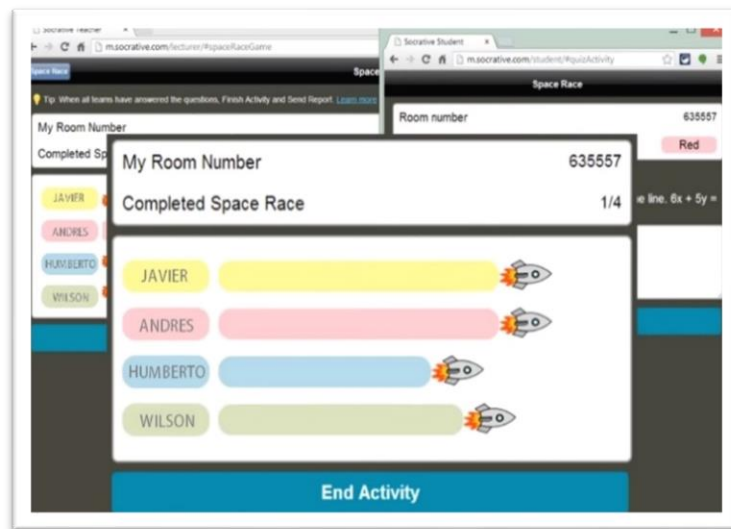 Socrative Teacher
m.socrative.com/lecturer/#spaceRaceGame
Space Race
Space
Tip: When all teams have answered the questions, Finish Activity and Send Report. Learn more
My Room Number
Completed Sp
JAVIER
ANDRES
HUMBERTO
WILSON
Socrative Student
m.socrative.com/student/#quizActivity
Space Race
Room number 635557
Red
line. 6x + 5y =
My Room Number 635557
Completed Space Race 1/4
JAVIER
ANDRES
HUMBERTO
WILSON
End Activity